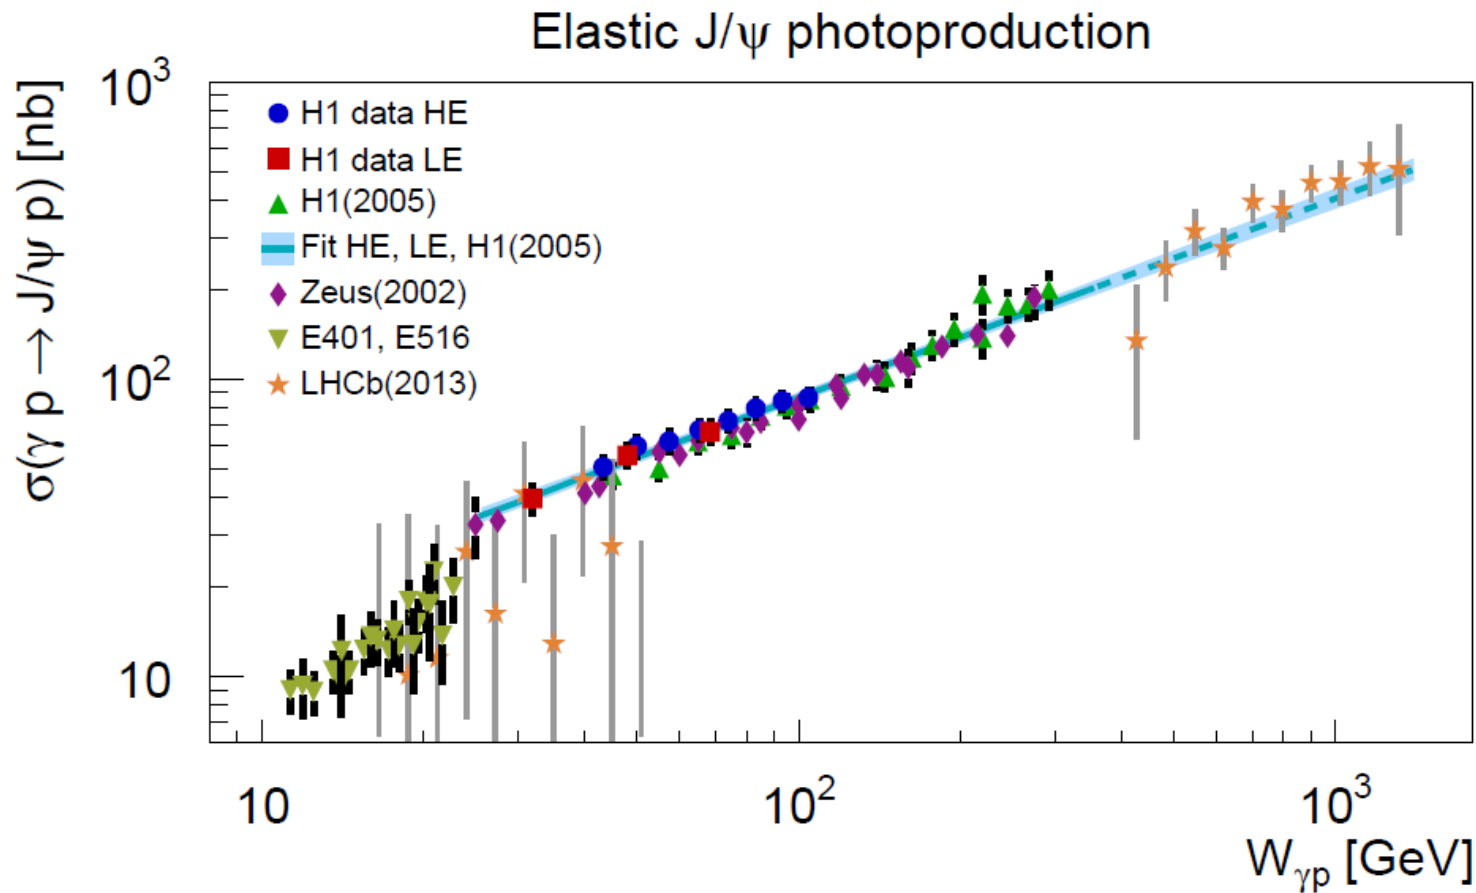 Elastic J/ψ photoproduction
σ(γ p → J/ψ p) [nb]
10³
10²
10
H1 data HE
H1 data LE
H1(2005)
Fit HE, LE, H1(2005)
Zeus(2002)
E401, E516
LHCb(2013)
10 10² 10³
W_γp [GeV]